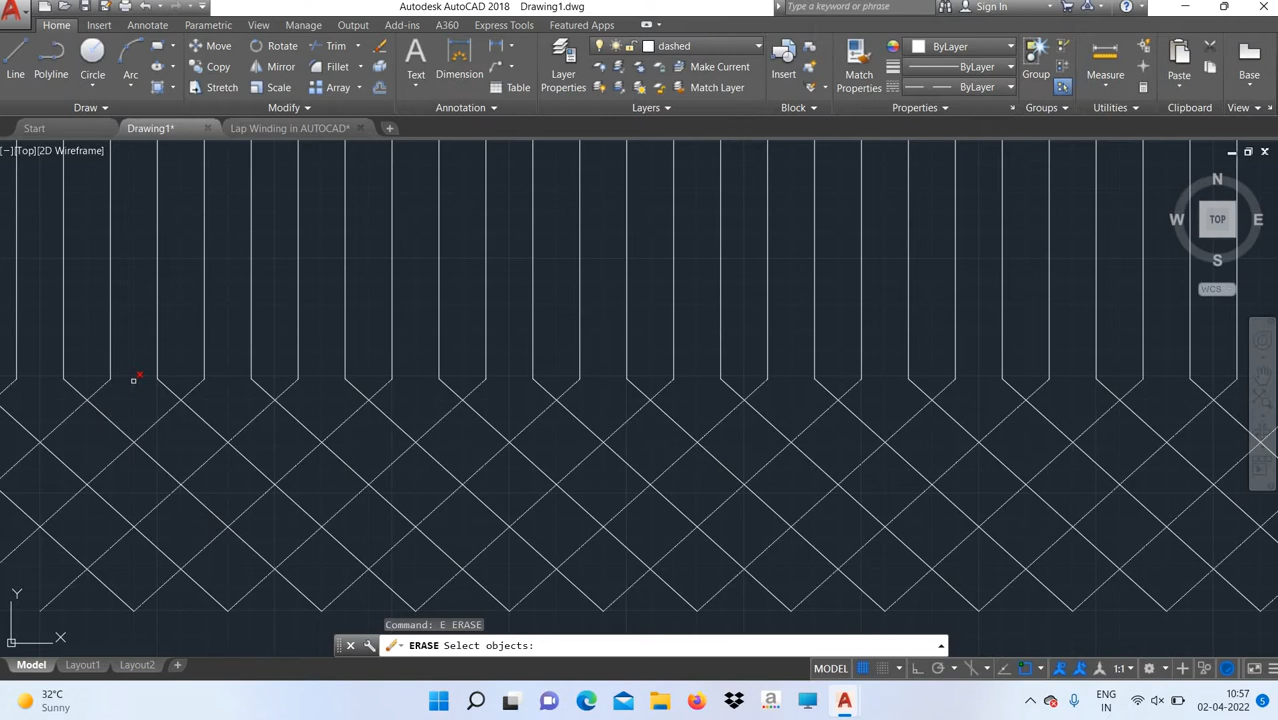 Autodesk AutoCAD 2018 Drawing1.dwg
Type a keyword or phrase
Sign In
Home Insert Annotate Parametric View Manage Output Add-ins A360 Express Tools Featured Apps
Line Polyline Circle Arc
Move Rotate Trim
Copy Mirror Fillet
Stretch Scale Array
Text Dimension Table
Layer Properties
dashed
Make Current
Match Layer
Insert
Match Properties
ByLayer
ByLayer
ByLayer
Group
Measure
Paste
Base
Draw Modify Annotation Layers Block Properties Groups Utilities Clipboard View
Start Drawing1* Lap Winding in AUTOCAD*
[−][Top][2D Wireframe]
N
W TOP E
S
WCS
Y
X
Command: E ERASE
ERASE Select objects:
Model Layout1 Layout2
MODEL 1:1
32°C
Sunny
ENG
IN
10:57
02-04-2022
5